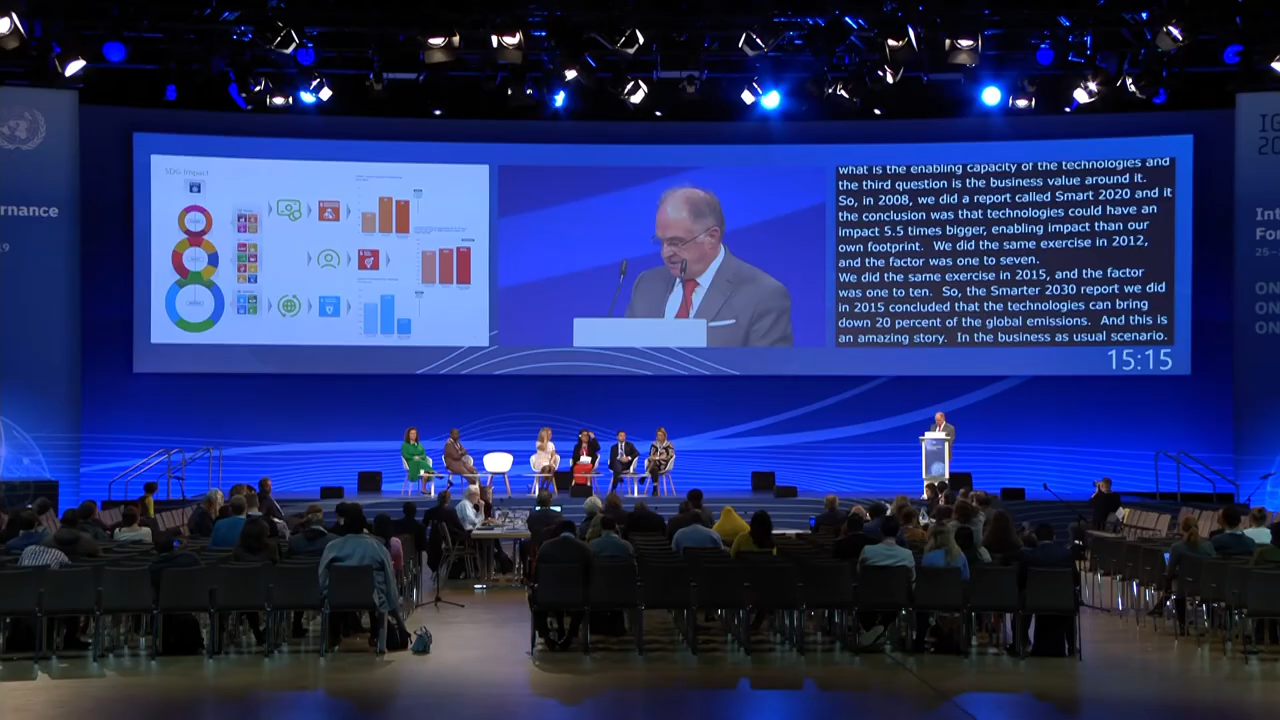 SDG Impact
what is the enabling capacity of the technologies and
the third question is the business value around it.
So, in 2008, we did a report called Smart 2020 and it
the conclusion was that technologies could have an
impact 5.5 times bigger, enabling impact than our
own footprint.  We did the same exercise in 2012,
and the factor was one to seven.
We did the same exercise in 2015, and the factor
was one to ten.  So, the Smarter 2030 report we did
in 2015 concluded that the technologies can bring
down 20 percent of the global emissions.  And this is
an amazing story.  In the business as usual scenario.
15:15
rnance
19
IG
20
Int
Fo
25–
ON
ON
ON